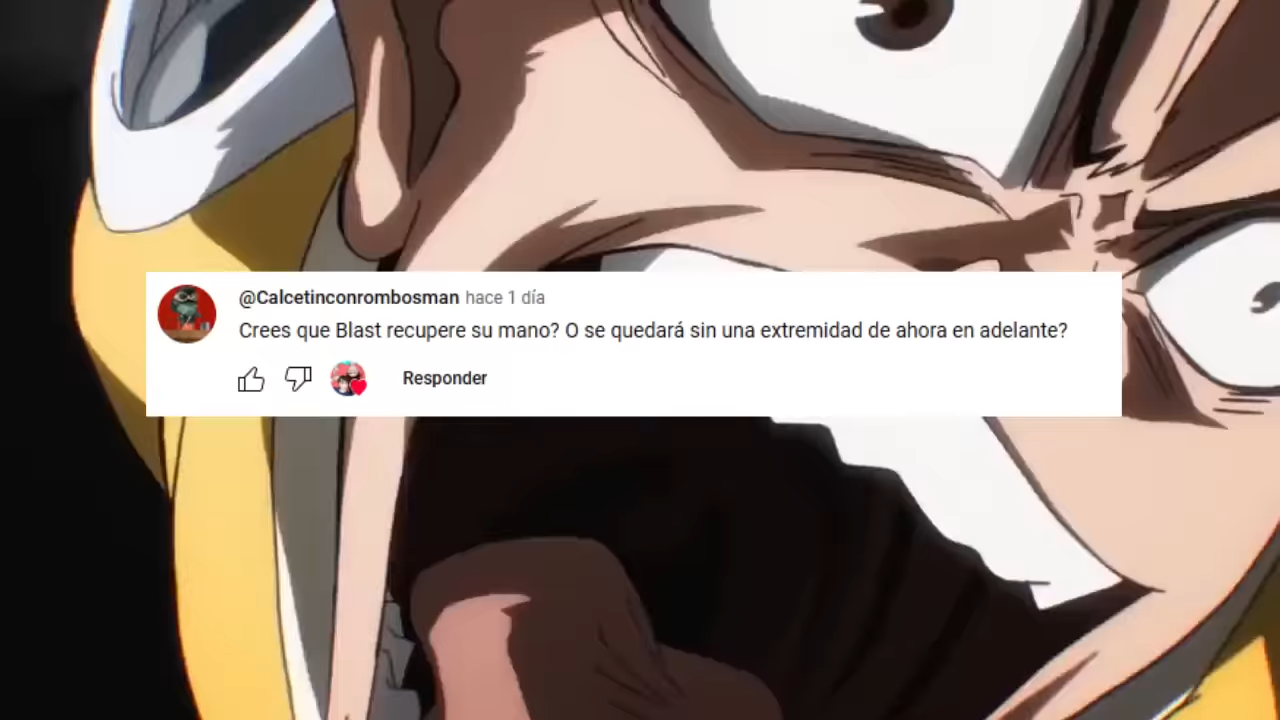 @Calcetinconrombosman hace 1 día
Crees que Blast recupere su mano? O se quedará sin una extremidad de ahora en adelante?
Responder